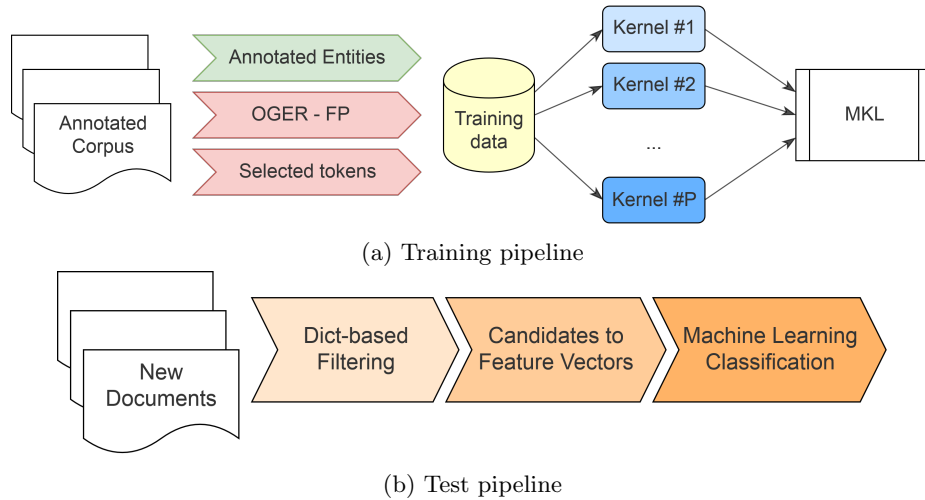 Annotated
Corpus
Annotated Entities
OGER - FP
Selected tokens
Training
data
Kernel #1
Kernel #2
...
Kernel #P
MKL
(a) Training pipeline
New
Documents
Dict-based
Filtering
Candidates to
Feature Vectors
Machine Learning
Classification
(b) Test pipeline